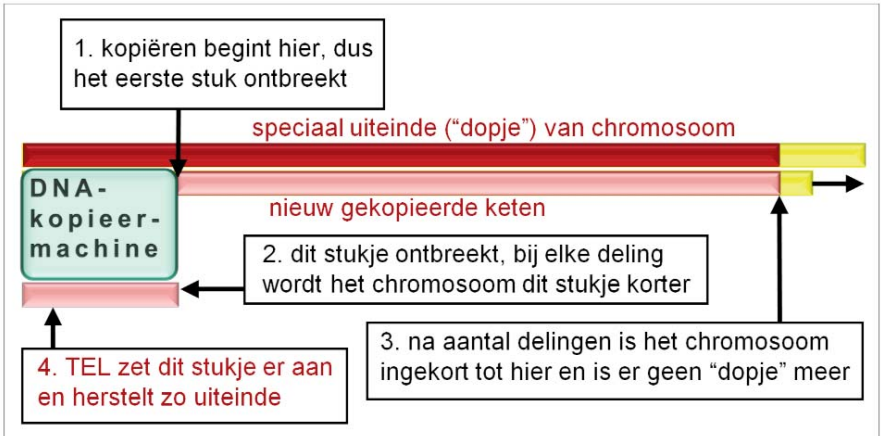 1. kopiëren begint hier, dus
het eerste stuk ontbreekt
speciaal uiteinde (“dopje”) van chromosoom
DNA-
kopieer-
machine
nieuw gekopieerde keten
2. dit stukje ontbreekt, bij elke deling
wordt het chromosoom dit stukje korter
3. na aantal delingen is het chromosoom
ingekort tot hier en is er geen “dopje” meer
4. TEL zet dit stukje er aan
en herstelt zo uiteinde